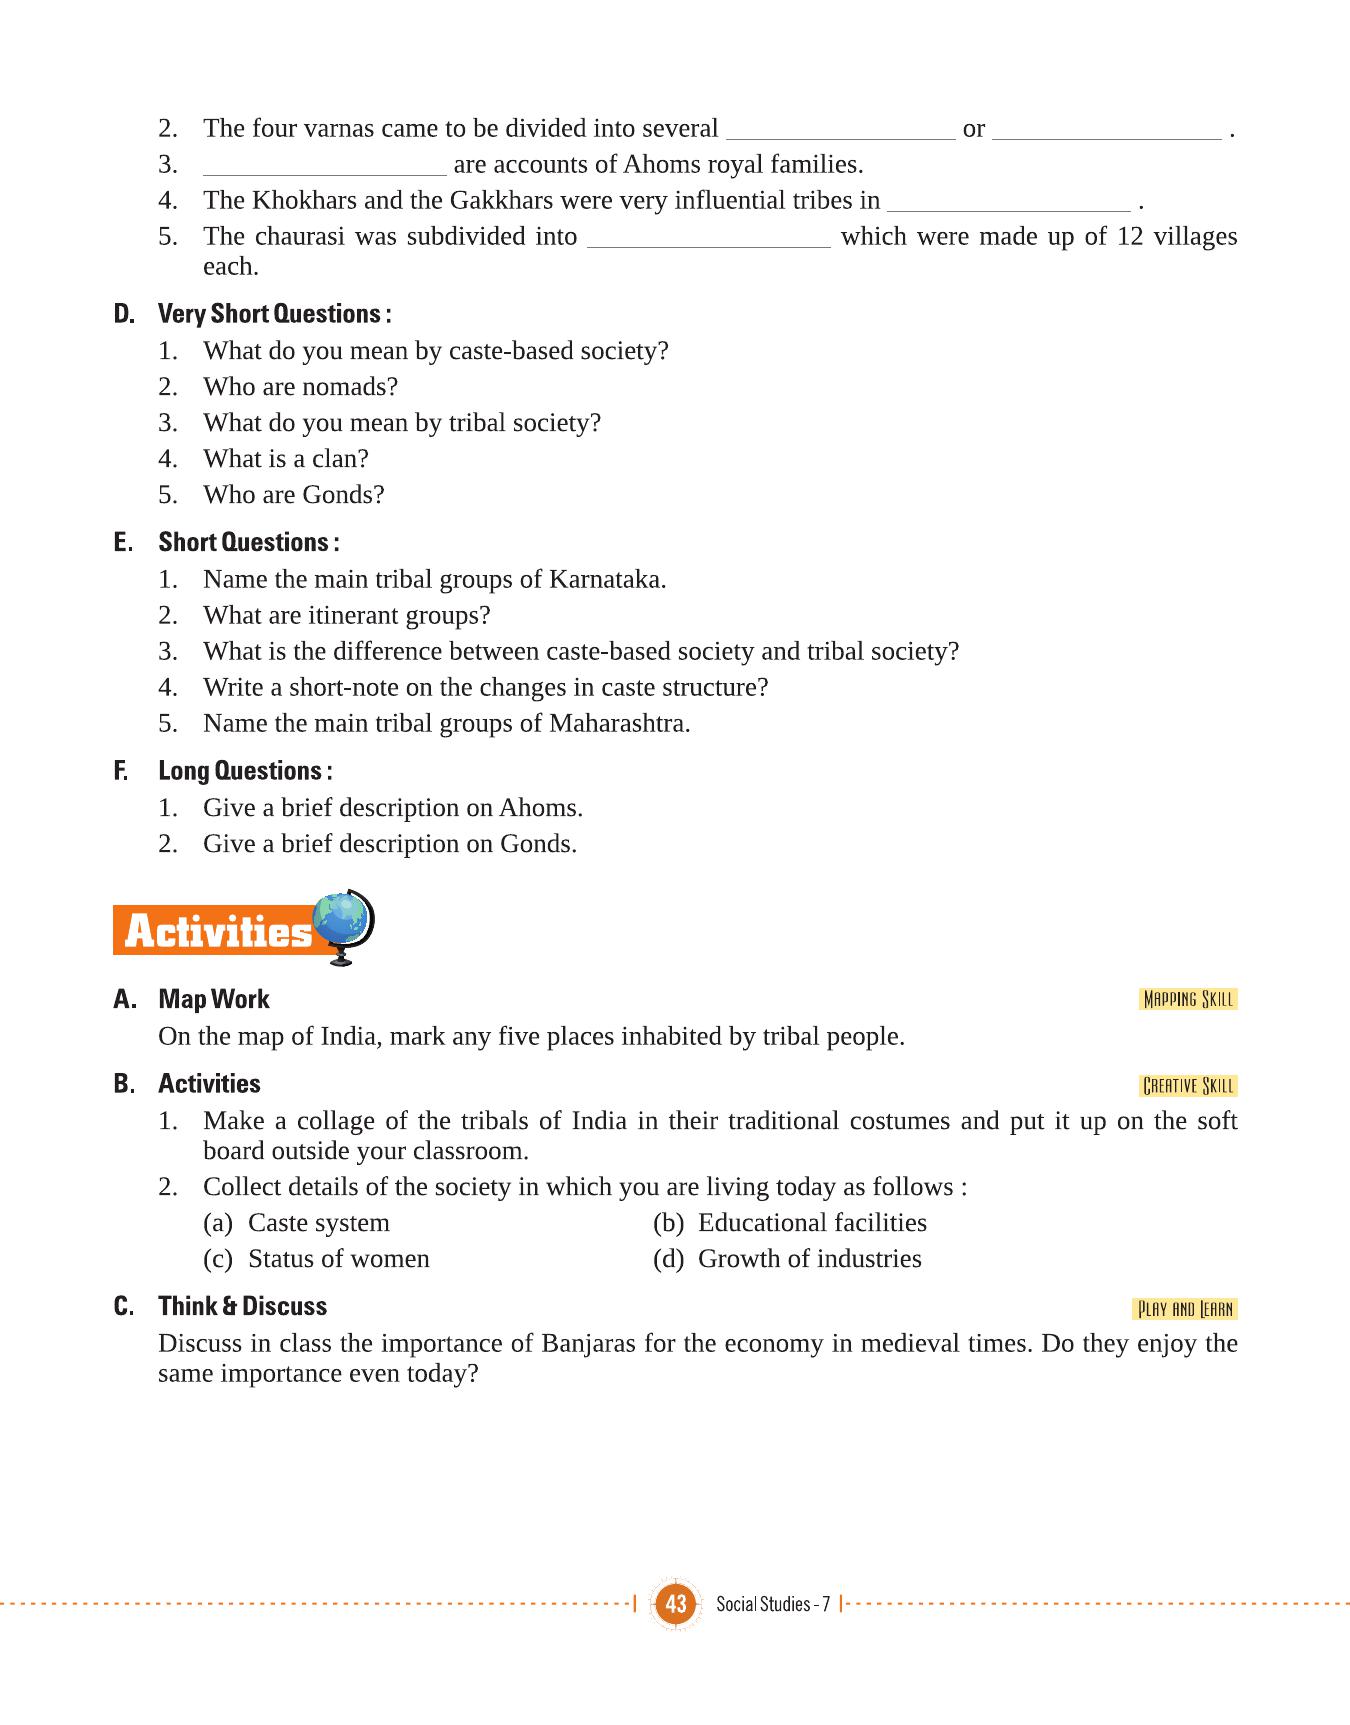 2. The four varnas came to be divided into several ________________ or ________________ .
3. ________________ are accounts of Ahoms royal families.
4. The Khokhars and the Gakkhars were very influential tribes in ________________ .
5. The chaurasi was subdivided into ________________ which were made up of 12 villages
each.
D. Very Short Questions :
1. What do you mean by caste-based society?
2. Who are nomads?
3. What do you mean by tribal society?
4. What is a clan?
5. Who are Gonds?
E. Short Questions :
1. Name the main tribal groups of Karnataka.
2. What are itinerant groups?
3. What is the difference between caste-based society and tribal society?
4. Write a short-note on the changes in caste structure?
5. Name the main tribal groups of Maharashtra.
F. Long Questions :
1. Give a brief description on Ahoms.
2. Give a brief description on Gonds.
Activities
A. Map Work MAPPING SKILL
On the map of India, mark any five places inhabited by tribal people.
B. Activities CREATIVE SKILL
1. Make a collage of the tribals of India in their traditional costumes and put it up on the soft
board outside your classroom.
2. Collect details of the society in which you are living today as follows :
(a) Caste system (b) Educational facilities
(c) Status of women (d) Growth of industries
C. Think & Discuss PLAY AND LEARN
Discuss in class the importance of Banjaras for the economy in medieval times. Do they enjoy the
same importance even today?
43 Social Studies - 7